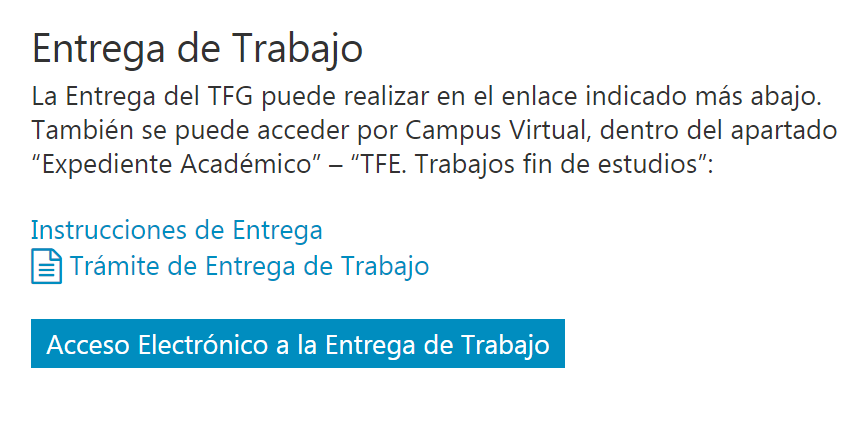 Entrega de Trabajo
La Entrega del TFG puede realizar en el enlace indicado más abajo.
También se puede acceder por Campus Virtual, dentro del apartado
“Expediente Académico” – “TFE. Trabajos fin de estudios”:
Instrucciones de Entrega
Trámite de Entrega de Trabajo
Acceso Electrónico a la Entrega de Trabajo